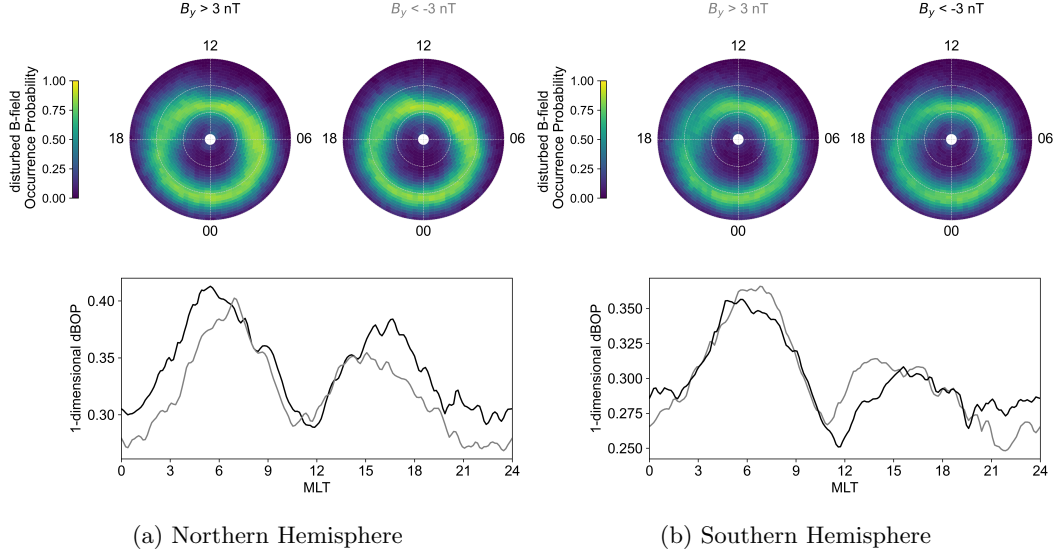 B_y > 3 nT
B_y < -3 nT
12
18
06
00
1.00
0.75
0.50
0.25
0.00
disturbed B-field
Occurrence Probability
12
18
06
00
B_y > 3 nT
B_y < -3 nT
12
18
06
00
1.00
0.75
0.50
0.25
0.00
disturbed B-field
Occurrence Probability
12
18
06
00
0.40
0.35
0.30
1-dimensional dBOP
0 3 6 9 12 15 18 21 24
MLT
0.350
0.325
0.300
0.275
0.250
1-dimensional dBOP
0 3 6 9 12 15 18 21 24
MLT
(a) Northern Hemisphere
(b) Southern Hemisphere